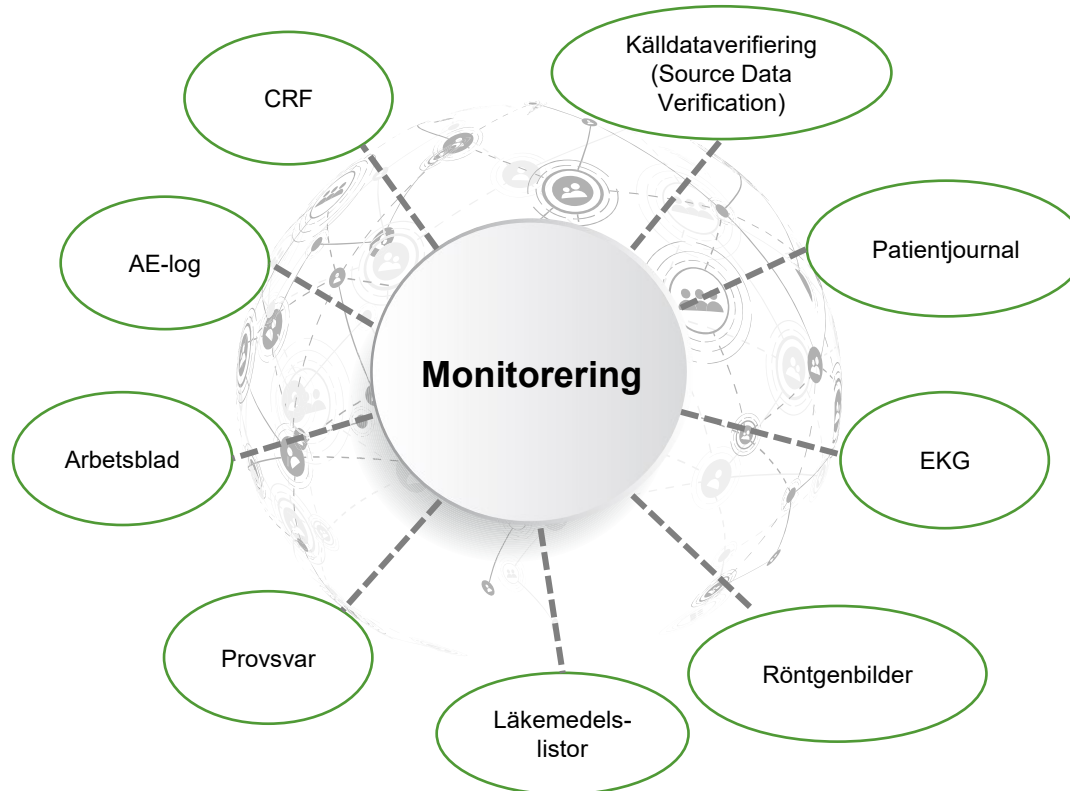 Källdataverifiering
(Source Data
Verification)
CRF
Patientjournal
AE-log
Monitorering
Arbetsblad
EKG
Provsvar
Röntgenbilder
Läkemedels-
listor